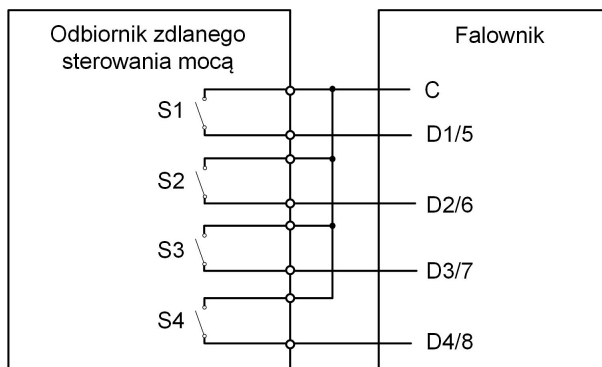 Odbiornik zdlanego
sterowania mocą
Falownik
C
S1
D1/5
S2
D2/6
S3
D3/7
S4
D4/8